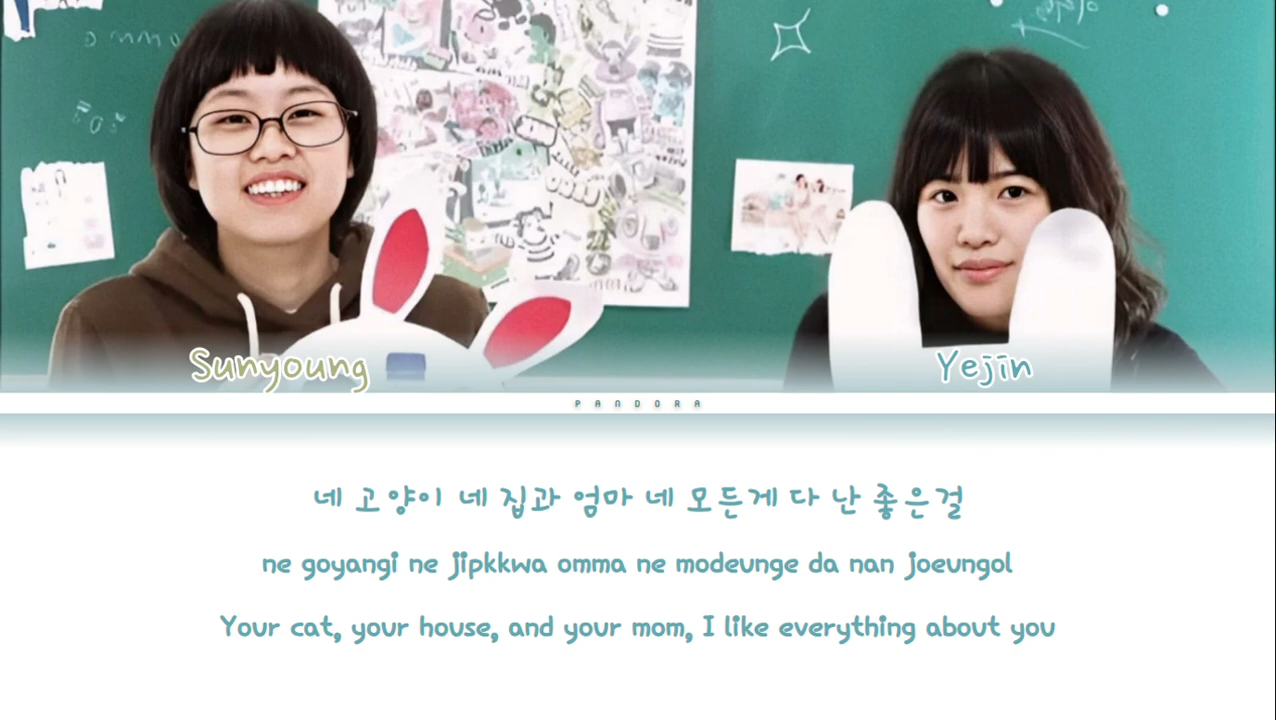 Sunyoung
Yejin
PANDORA
네 고양이 네 집과 엄마 네 모든게 다 난 좋은걸
ne goyangi ne jipkkwa omma ne modeunge da nan joeungol
Your cat, your house, and your mom, I like everything about you